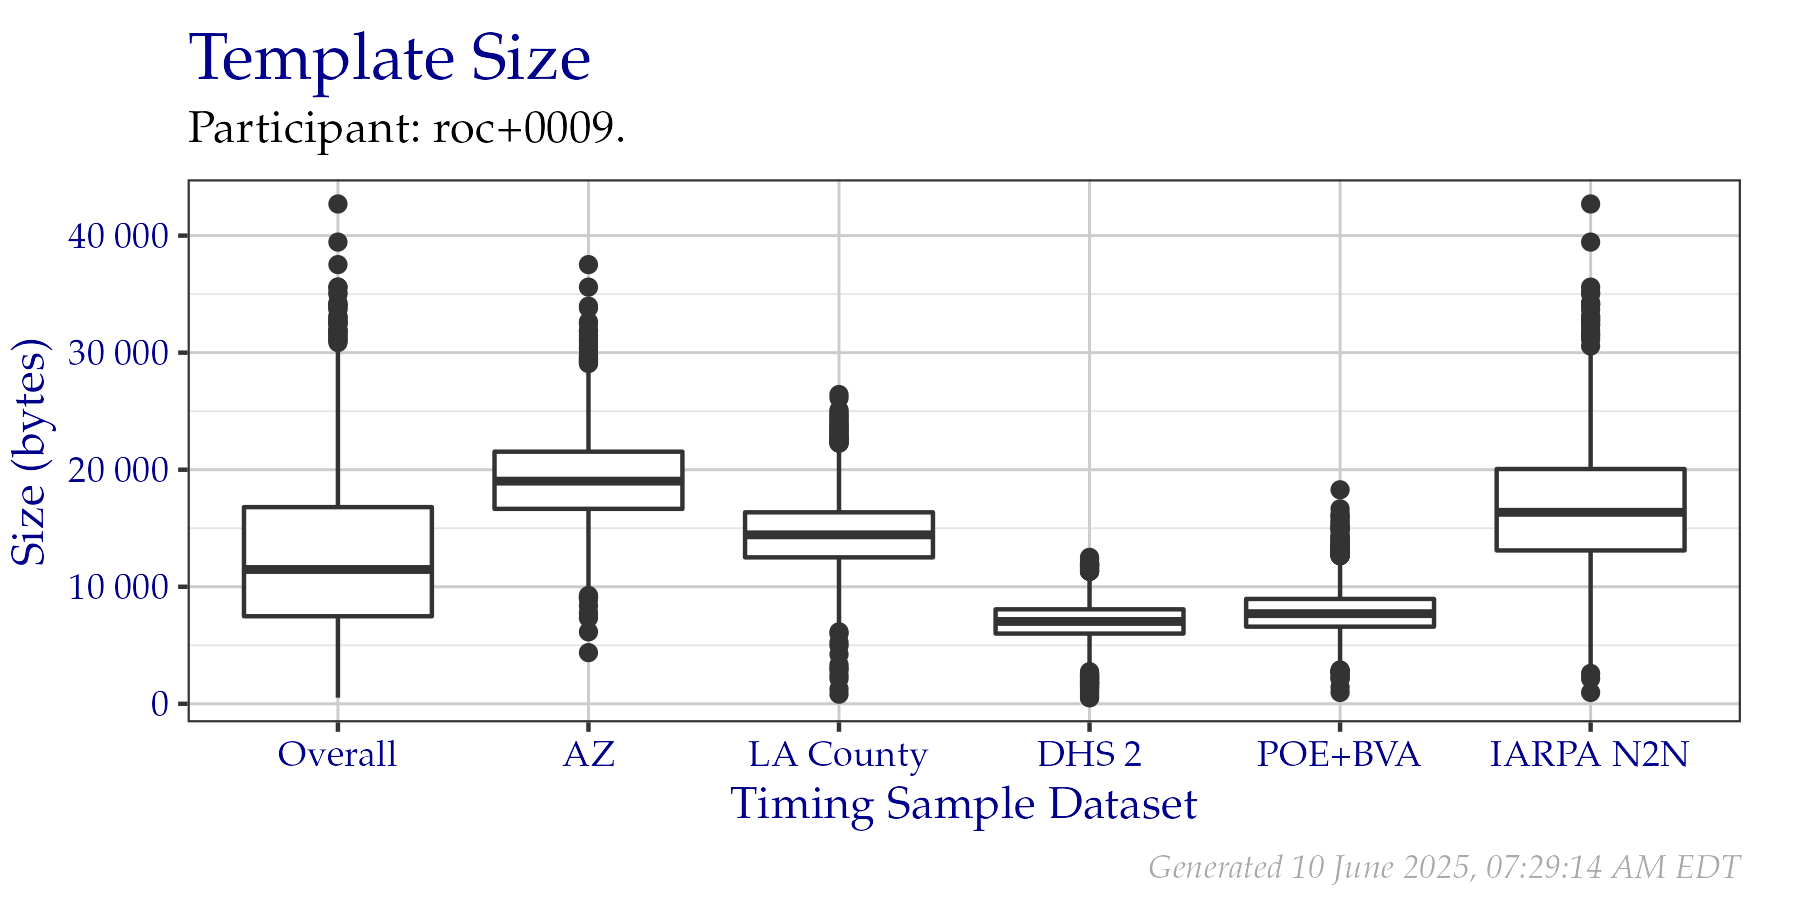 Template Size
Participant: roc+0009.
Size (bytes)
40 000
30 000
20 000
10 000
0
Overall AZ LA County DHS 2 POE+BVA IARPA N2N
Timing Sample Dataset
Generated 10 June 2025, 07:29:14 AM EDT